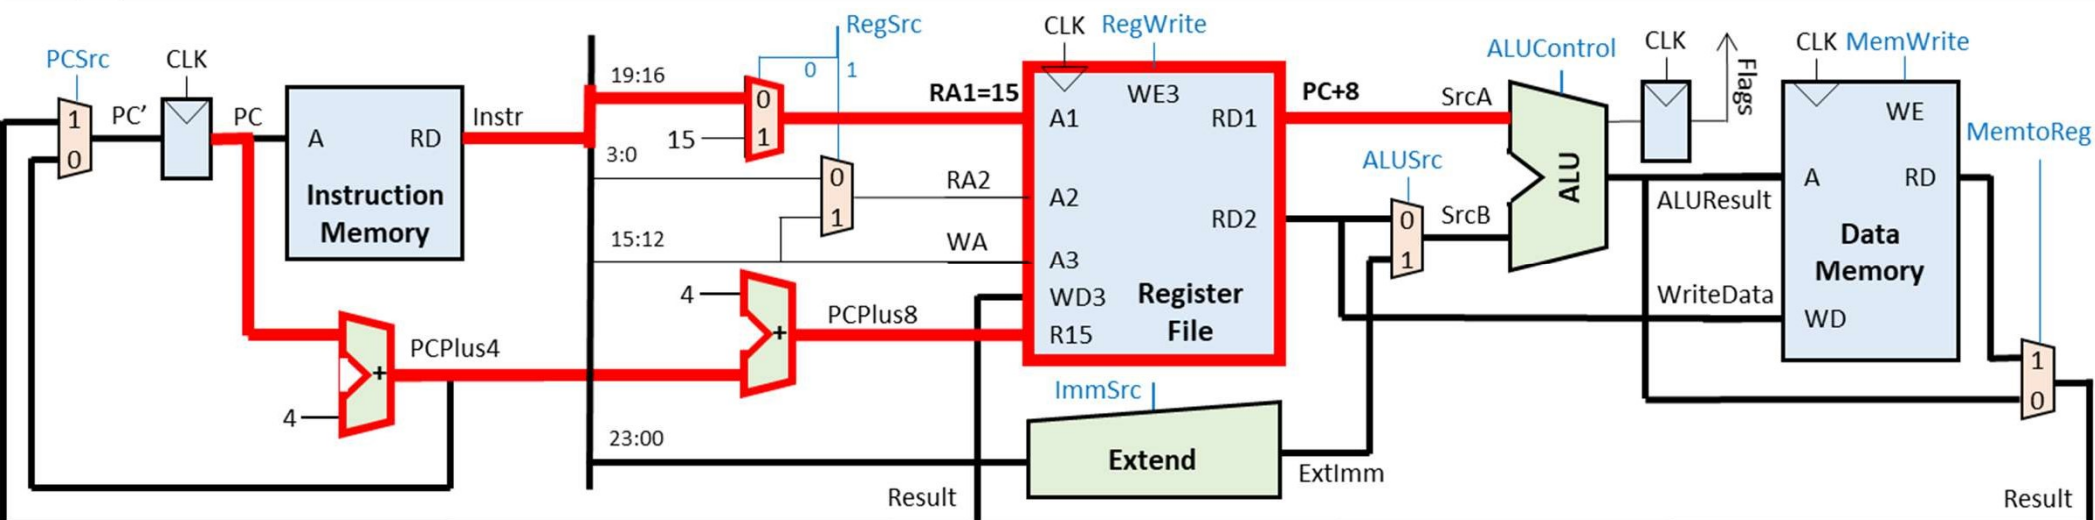 PCSrc
1
0
PC'
CLK
PC
A
RD
Instruction
Memory
Instr
PCPlus4
+
4
19:16
15
3:0
15:12
23:00
0
1
RegSrc
0
1
0
1
4
+
PCPlus8
RA1=15
RA2
WA
Result
CLK
RegWrite
WE3
A1
RD1
A2
RD2
A3
WD3
R15
Register
File
ImmSrc
Extend
ExtImm
PC+8
SrcA
ALUSrc
0
1
SrcB
ALUControl
ALU
CLK
Flags
ALUResult
WriteData
CLK
MemWrite
WE
A
RD
Data
Memory
WD
MemtoReg
1
0
Result